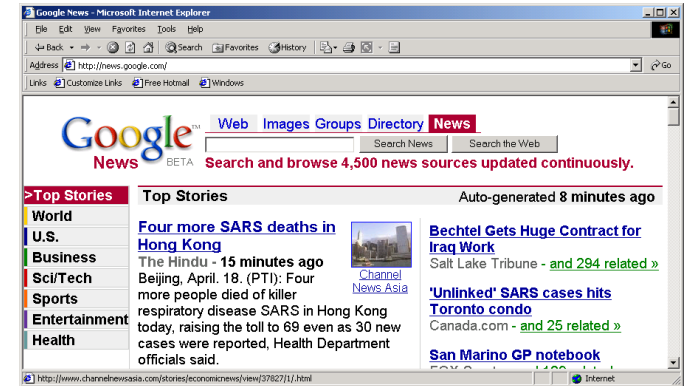 Google News - Microsoft Internet Explorer
File Edit View Favorites Tools Help
Back Search Favorites History
Address http://news.google.com/ Go
Links Customize Links Free Hotmail Windows
Web Images Groups Directory News
Google™
Search News Search the Web
News BETA
Search and browse 4,500 news sources updated continuously.
>Top Stories
World
U.S.
Business
Sci/Tech
Sports
Entertainment
Health
Top Stories Auto-generated 8 minutes ago
Four more SARS deaths in
Hong Kong
The Hindu - 15 minutes ago
Beijing, April. 18. (PTI): Four
more people died of killer
respiratory disease SARS in Hong Kong
today, raising the toll to 69 even as 30 new
cases were reported, Health Department
officials said.
Channel
News Asia
Bechtel Gets Huge Contract for
Iraq Work
Salt Lake Tribune - and 294 related »
'Unlinked' SARS cases hits
Toronto condo
Canada.com - and 25 related »
San Marino GP notebook
http://www.channelnewsasia.com/stories/economicnews/view/37827/1/.html Internet